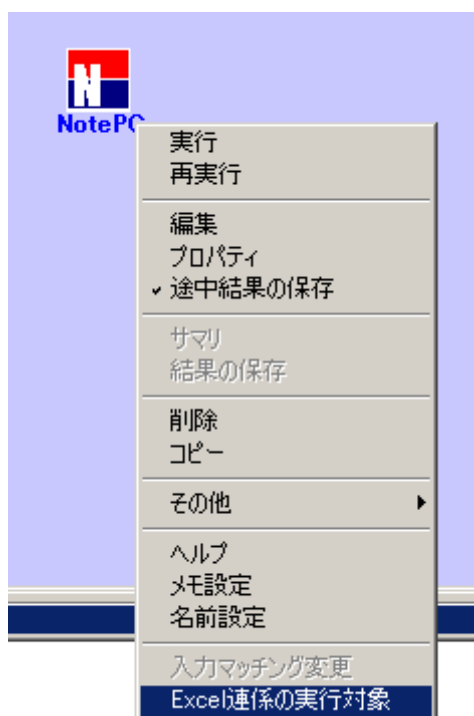 N
NotePC
実行
再実行
編集
プロパティ
途中結果の保存
サマリ
結果の保存
削除
コピー
その他
ヘルプ
メモ設定
名前設定
入力マッチング変更
Excel連係の実行対象